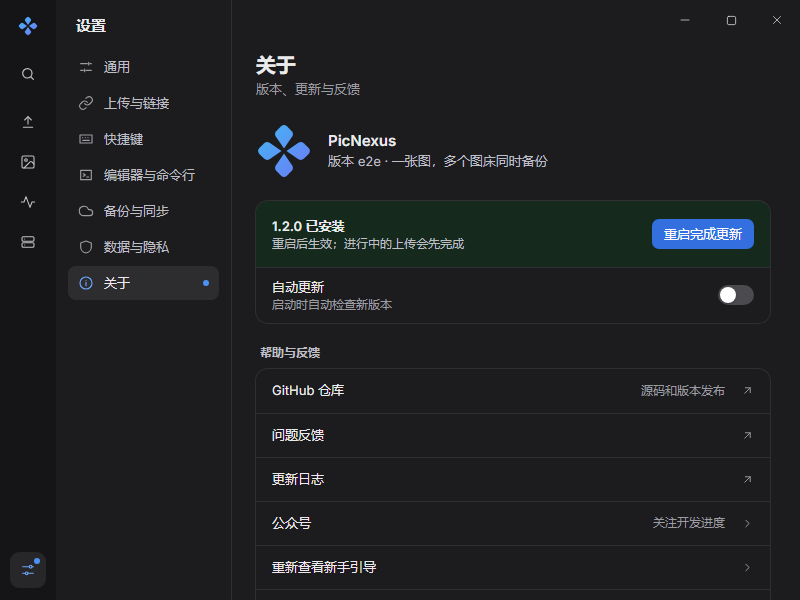 设置
通用
上传与链接
快捷键
编辑器与命令行
备份与同步
数据与隐私
关于
关于
版本、更新与反馈
PicNexus
版本 e2e · 一张图，多个图床同时备份
1.2.0 已安装
重启后生效；进行中的上传会先完成
重启完成更新
自动更新
启动时自动检查新版本
帮助与反馈
GitHub 仓库
源码和版本发布
问题反馈
更新日志
公众号
关注开发进度
重新查看新手引导